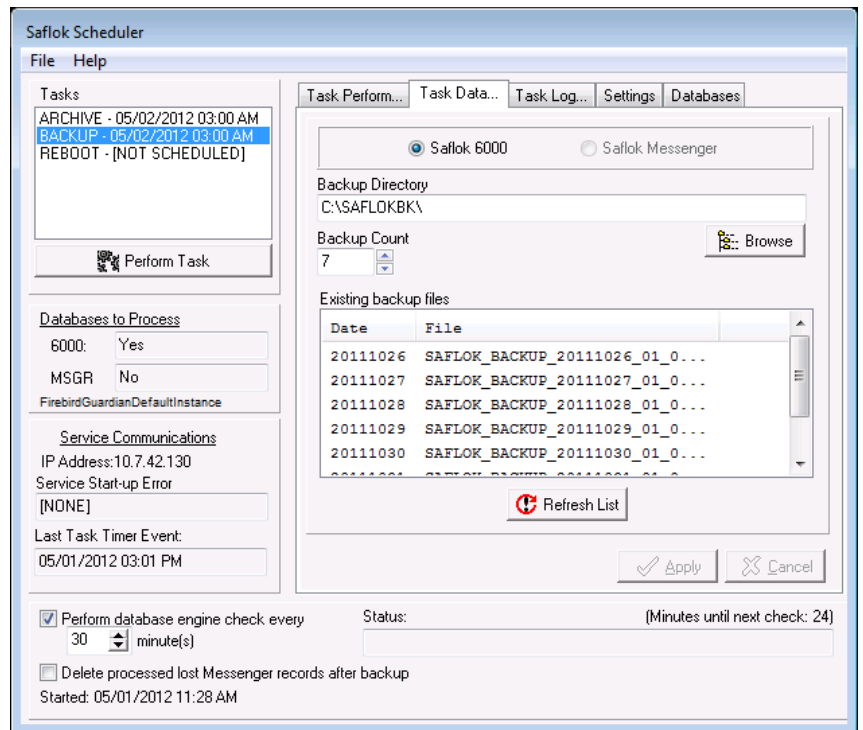 Saflok Scheduler
File Help
Tasks
ARCHIVE - 05/02/2012 03:00 AM
BACKUP - 05/02/2012 03:00 AM
REBOOT - [NOT SCHEDULED]
Perform Task
Databases to Process
6000: Yes
MSGR No
FirebirdGuardianDefaultInstance
Service Communications
IP Address:10.7.42.130
Service Start-up Error
[NONE]
Last Task Timer Event:
05/01/2012 03:01 PM
Task Perform... Task Data... Task Log... Settings Databases
Saflok 6000 Saflok Messenger
Backup Directory
C:\SAFLOKBK\
Backup Count
7
Browse
Existing backup files
Date File
20111026 SAFLOK_BACKUP_20111026_01_0...
20111027 SAFLOK_BACKUP_20111027_01_0...
20111028 SAFLOK_BACKUP_20111028_01_0...
20111029 SAFLOK_BACKUP_20111029_01_0...
20111030 SAFLOK_BACKUP_20111030_01_0...
Refresh List
Apply Cancel
Perform database engine check every
30 minute(s)
Status: (Minutes until next check: 24)
Delete processed lost Messenger records after backup
Started: 05/01/2012 11:28 AM